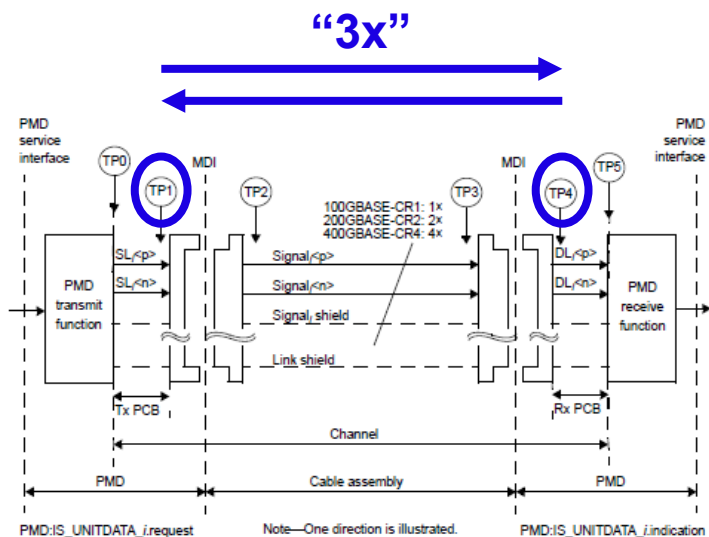 “3x”
PMD
service
interface
PMD
service
interface
TP0
TP1
MDI
TP2
TP3
MDI
TP4
TP5
100GBASE-CR1: 1×
200GBASE-CR2: 2×
400GBASE-CR4: 4×
SLi<p>
SLi<n>
Signali<p>
Signali<n>
Signali shield
Link shield
DLi<p>
DLi<n>
PMD
transmit
function
PMD
receive
function
Tx PCB
Rx PCB
Channel
PMD
Cable assembly
PMD
PMD:IS_UNITDATA_i.request
Note—One direction is illustrated.
PMD:IS_UNITDATA_i.indication